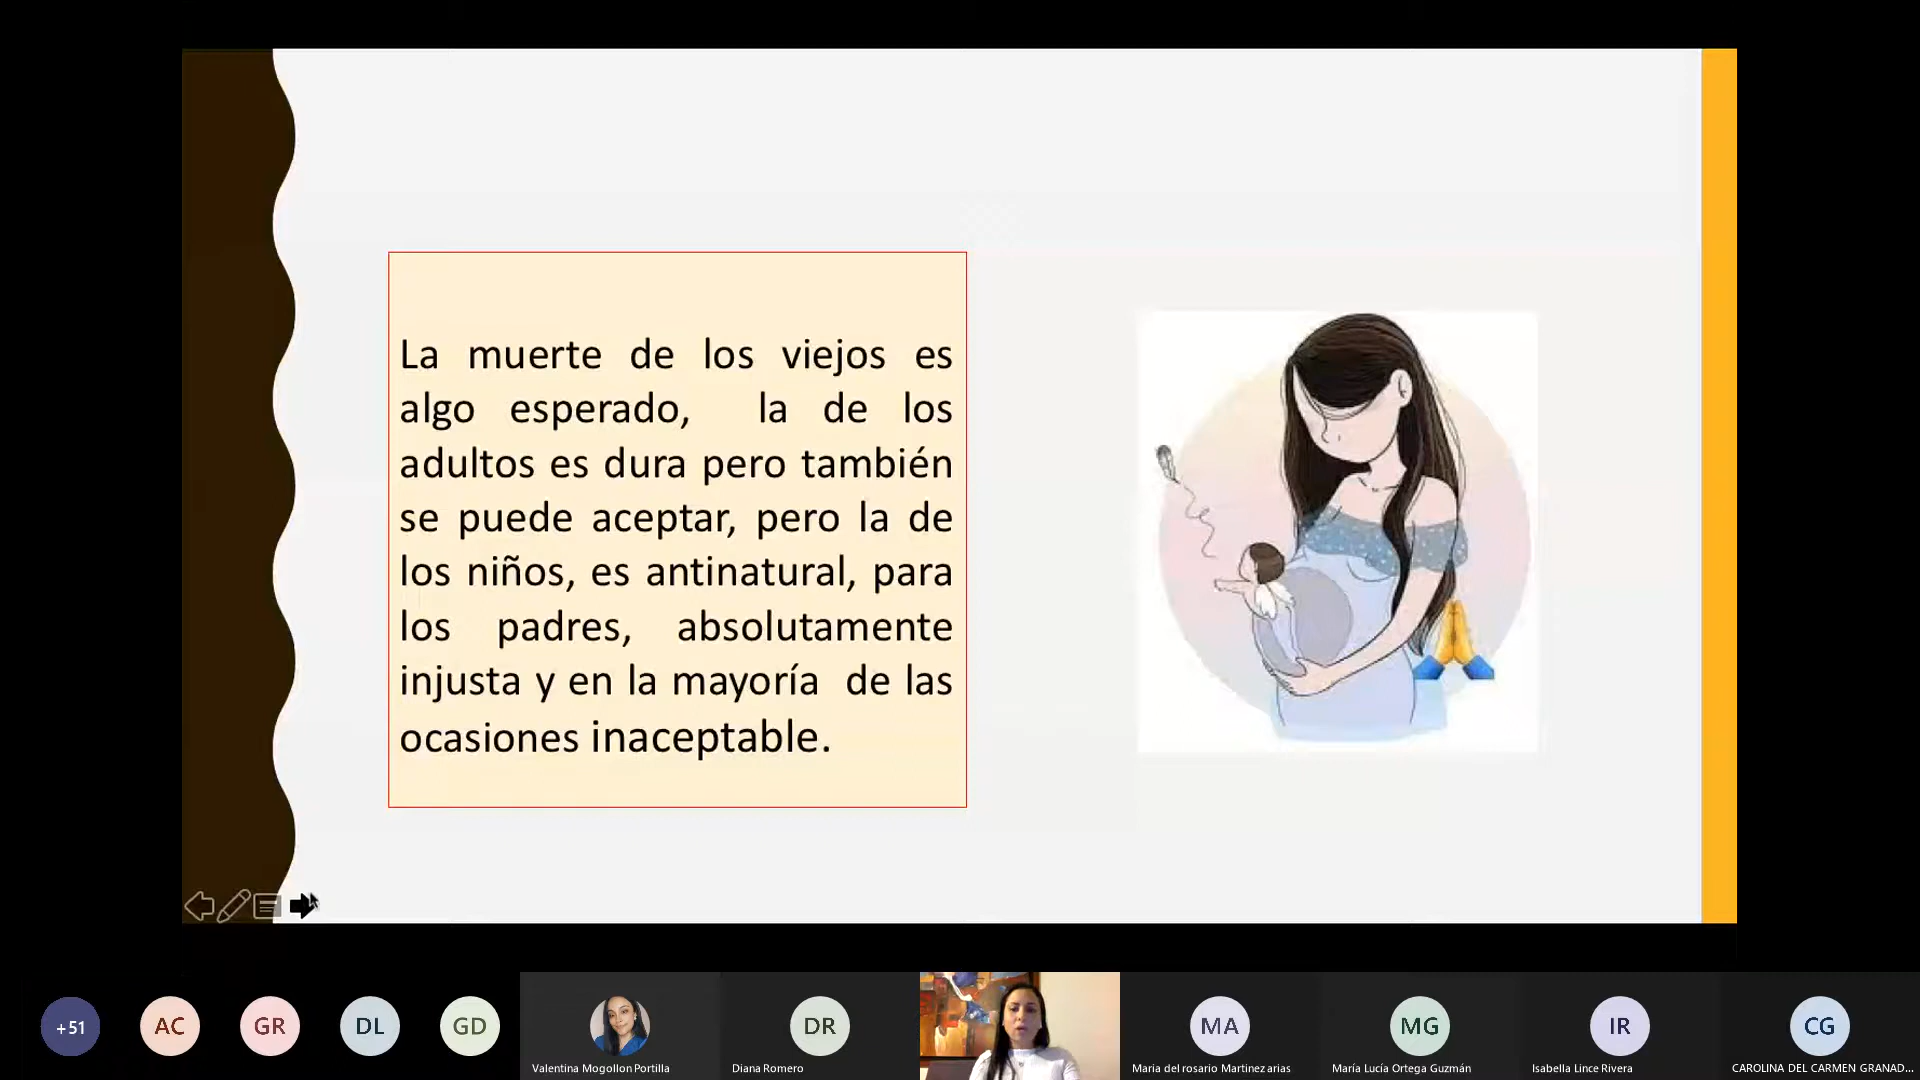 La muerte de los viejos es
algo esperado, la de los
adultos es dura pero también
se puede aceptar, pero la de
los niños, es antinatural, para
los padres, absolutamente
injusta y en la mayoría de las
ocasiones inaceptable.
+51
AC
GR
DL
GD
Valentina Mogollon Portilla
DR
Diana Romero
MA
Maria del rosario Martinez arias
MG
María Lucía Ortega Guzmán
IR
Isabella Lince Rivera
CG
CAROLINA DEL CARMEN GRANAD...